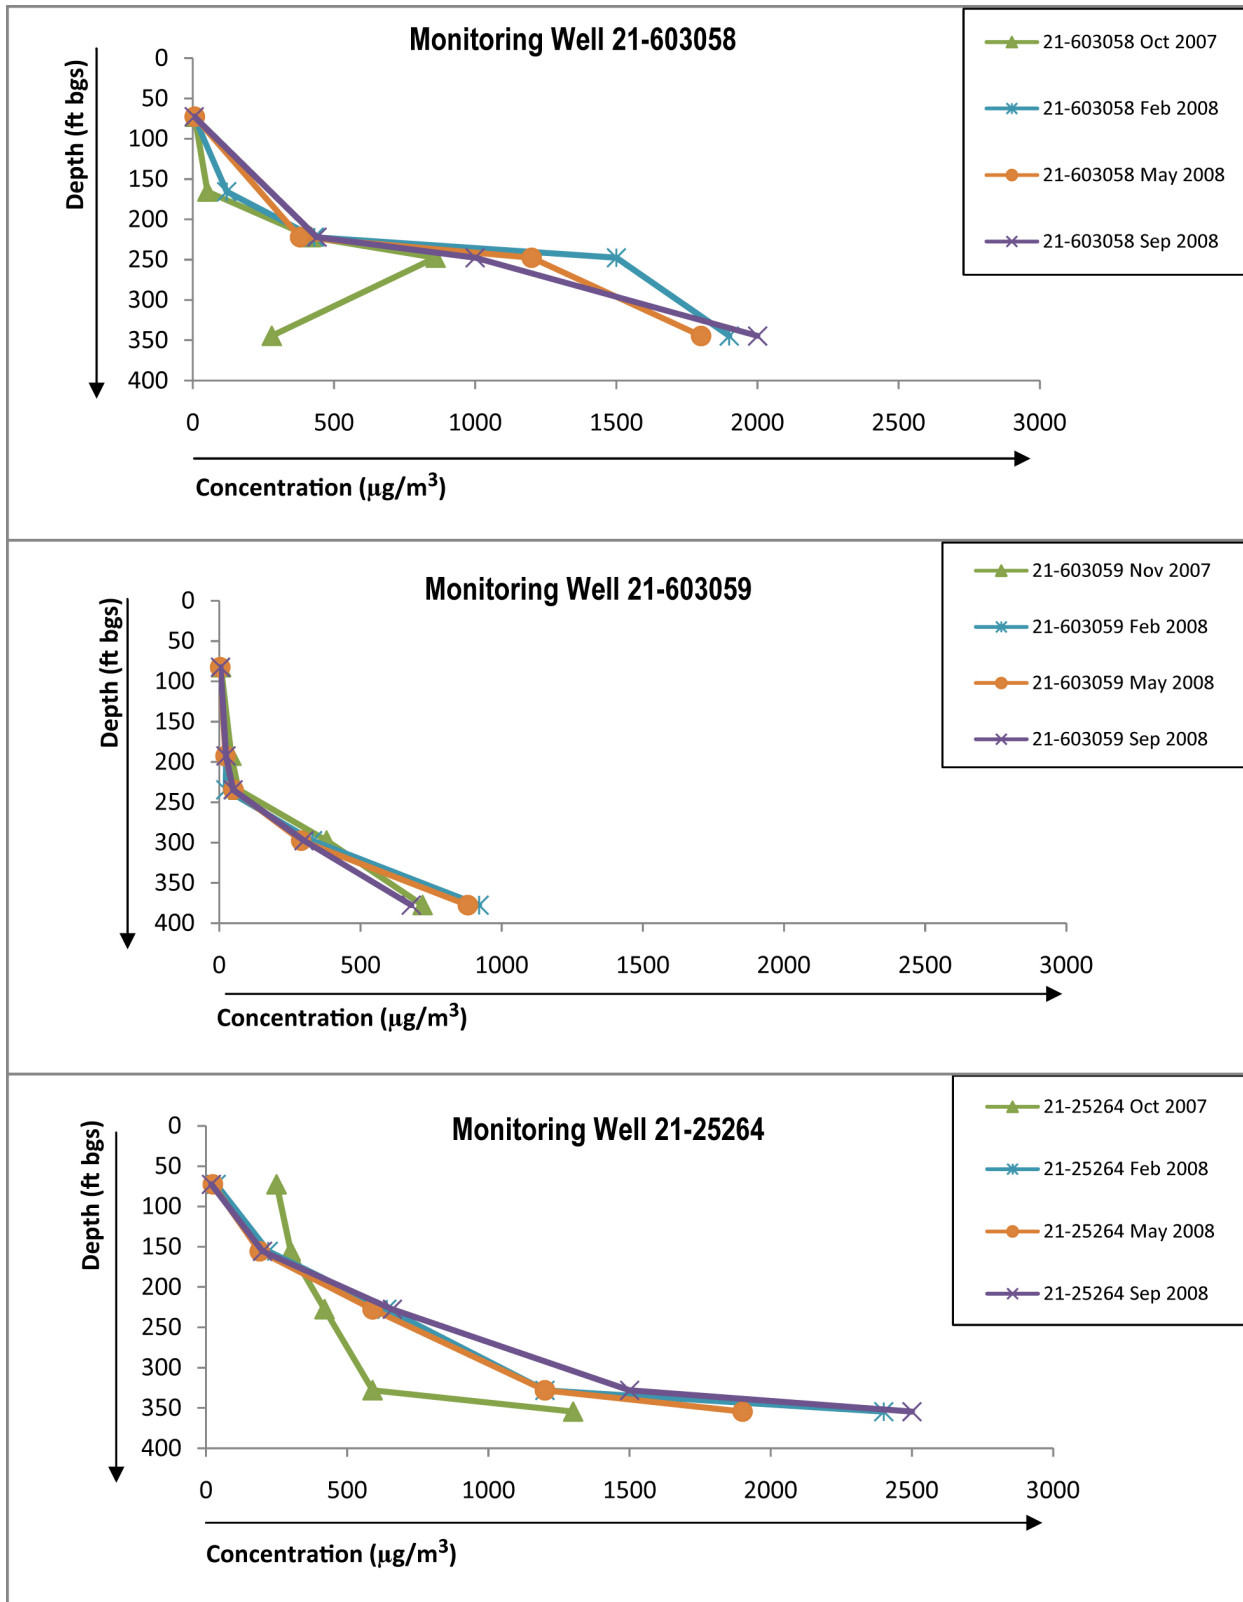 Monitoring Well 21-603058
21-603058 Oct 2007
21-603058 Feb 2008
21-603058 May 2008
21-603058 Sep 2008
Depth (ft bgs)
0
50
100
150
200
250
300
350
400
0 500 1000 1500 2000 2500 3000
Concentration (µg/m³)
Monitoring Well 21-603059
21-603059 Nov 2007
21-603059 Feb 2008
21-603059 May 2008
21-603059 Sep 2008
Depth (ft bgs)
0
50
100
150
200
250
300
350
400
0 500 1000 1500 2000 2500 3000
Concentration (µg/m³)
Monitoring Well 21-25264
21-25264 Oct 2007
21-25264 Feb 2008
21-25264 May 2008
21-25264 Sep 2008
Depth (ft bgs)
0
50
100
150
200
250
300
350
400
0 500 1000 1500 2000 2500 3000
Concentration (µg/m³)